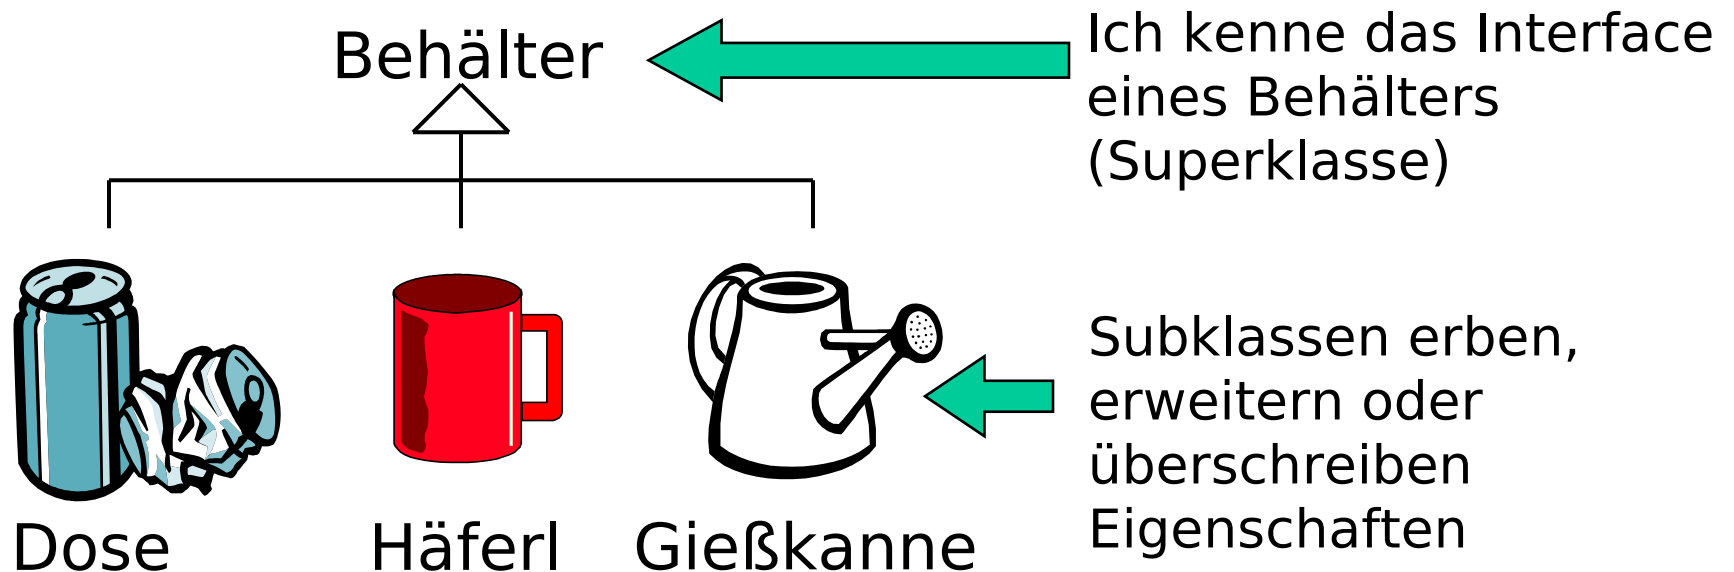 Behälter
Ich kenne das Interface
eines Behälters
(Superklasse)
Subklassen erben,
erweitern oder
überschreiben
Eigenschaften
Dose
Häferl
Gießkanne